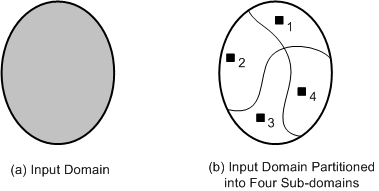 1
2
3
4
(a) Input Domain
(b) Input Domain Partitioned
into Four Sub-domains